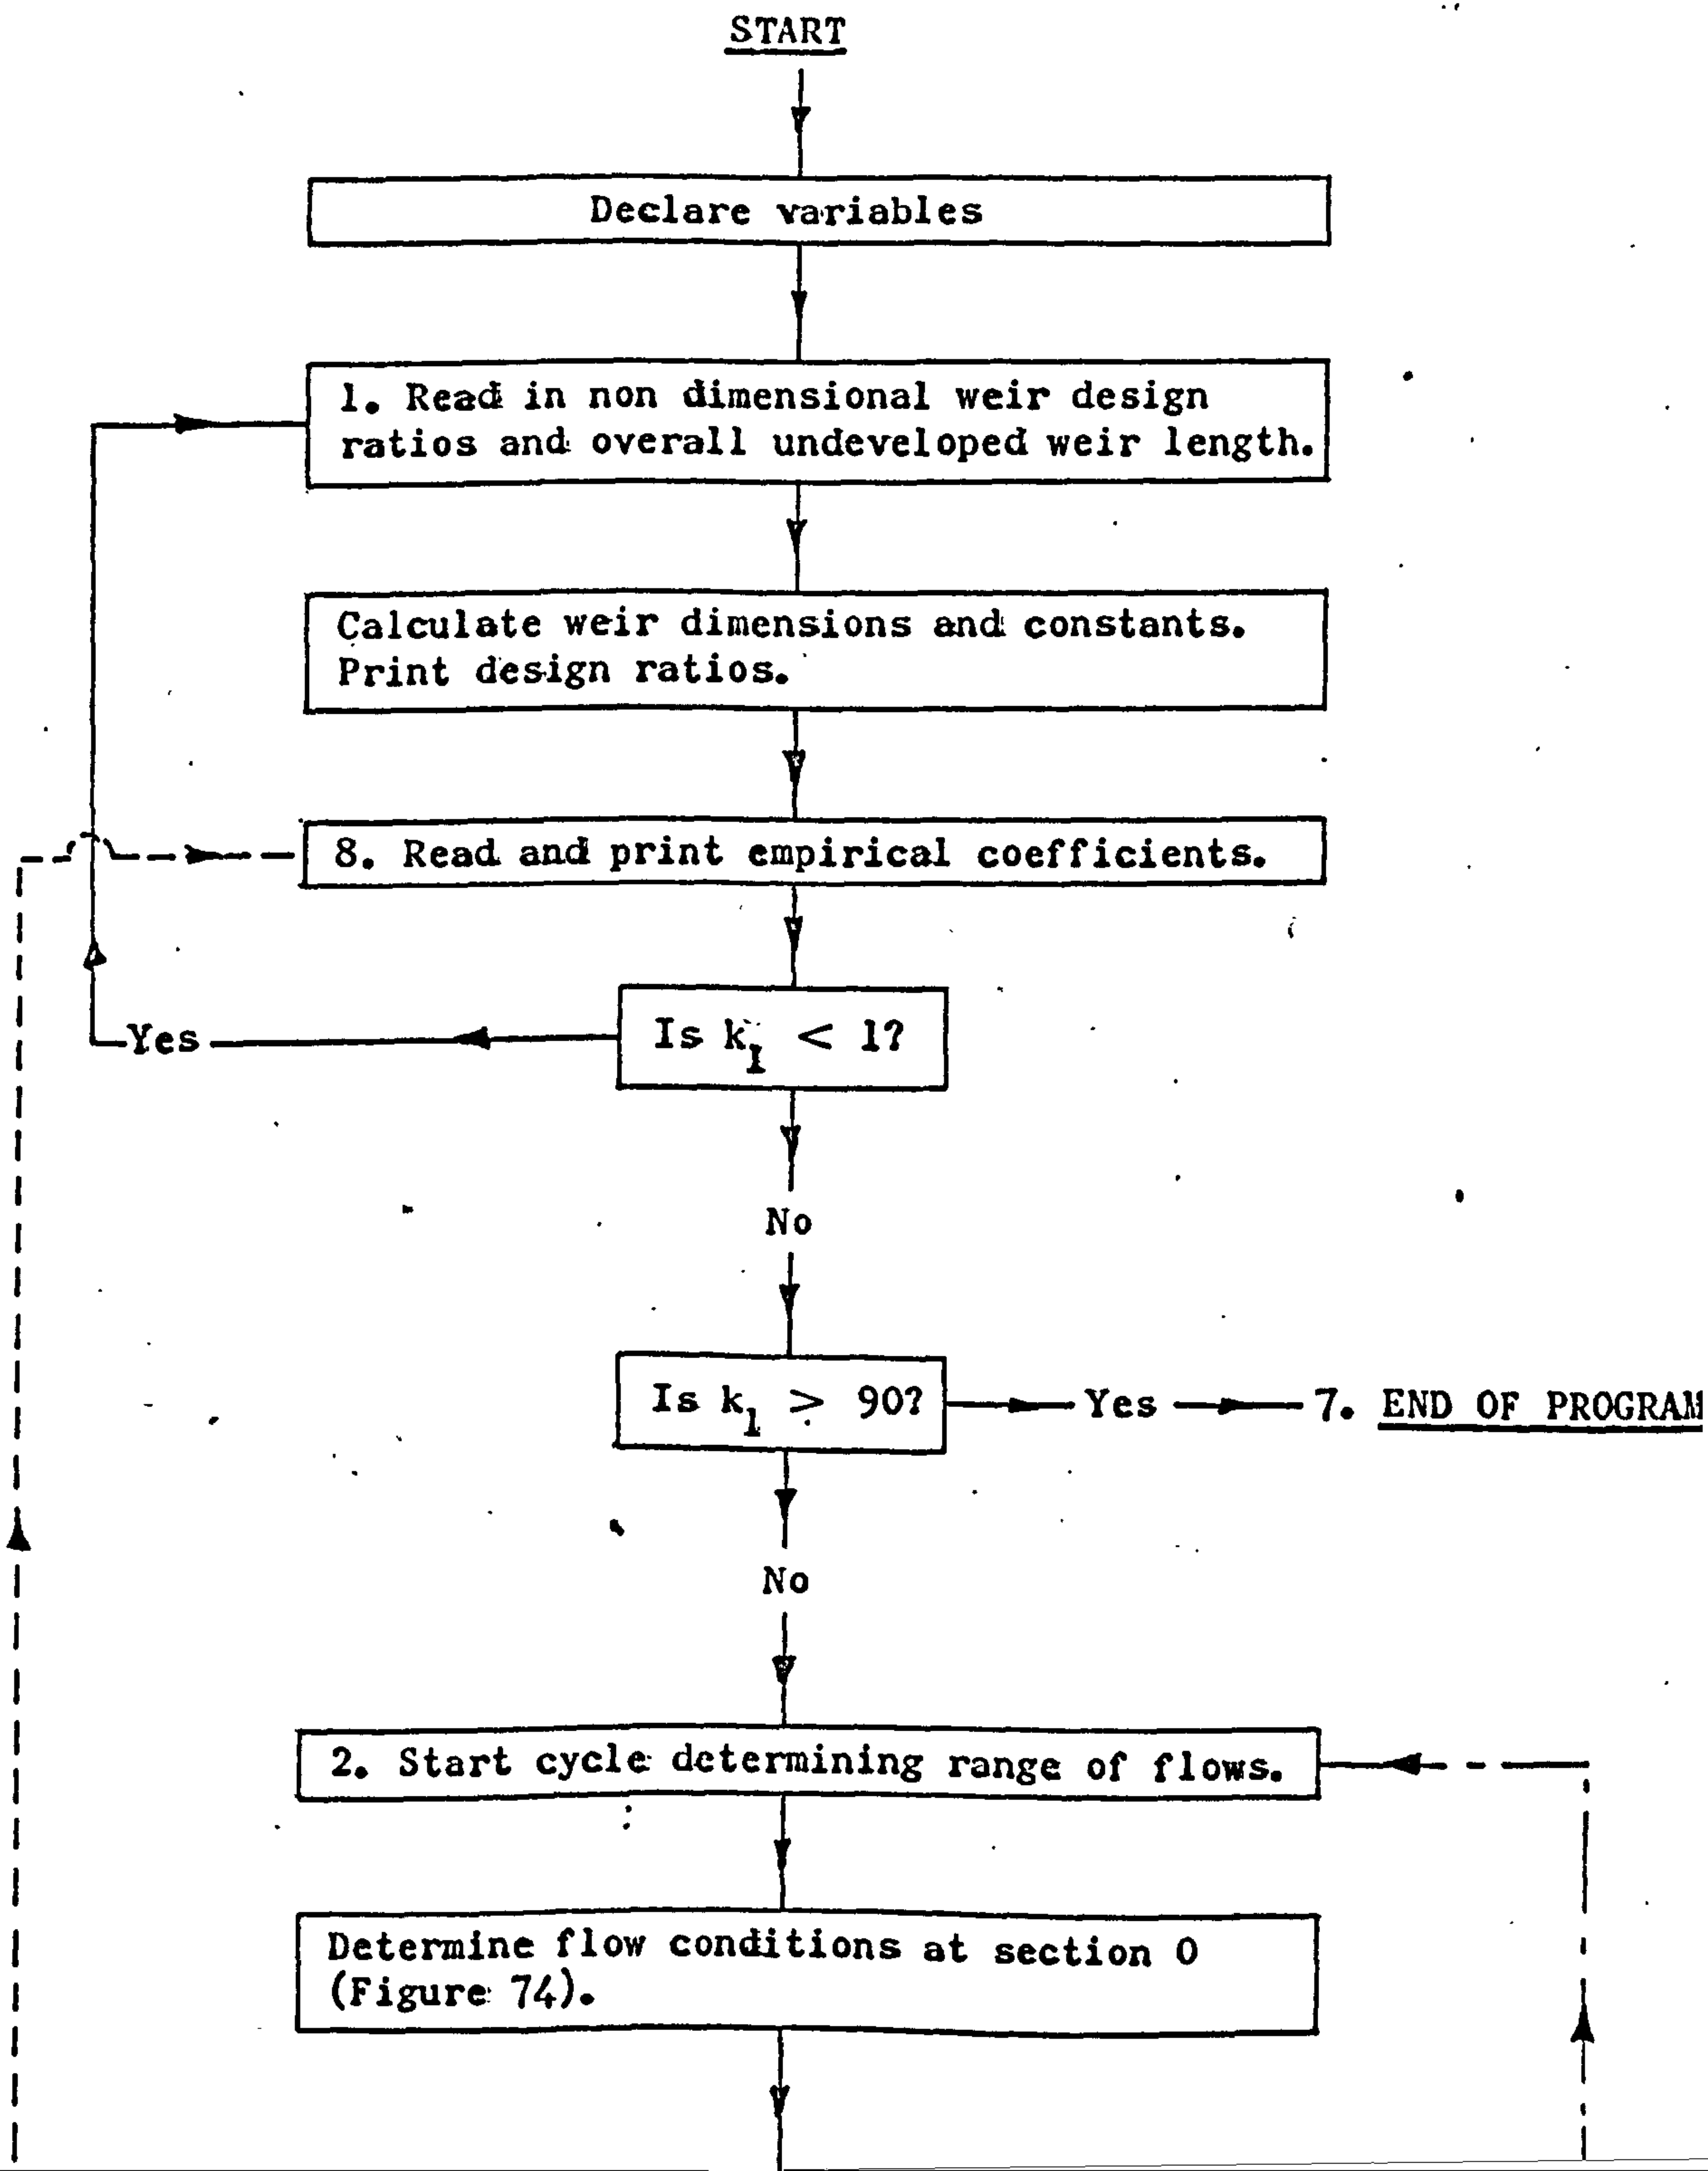 START
Declare variables
1. Read in non dimensional weir design
ratios and overall undeveloped weir length.
Calculate weir dimensions and constants.
Print design ratios.
8. Read and print empirical coefficients.
Is k₁ < 1?
Yes
No
Is k₁ > 90?
Yes
7. END OF PROGRAM
No
2. Start cycle determining range of flows.
Determine flow conditions at section 0
(Figure 74).